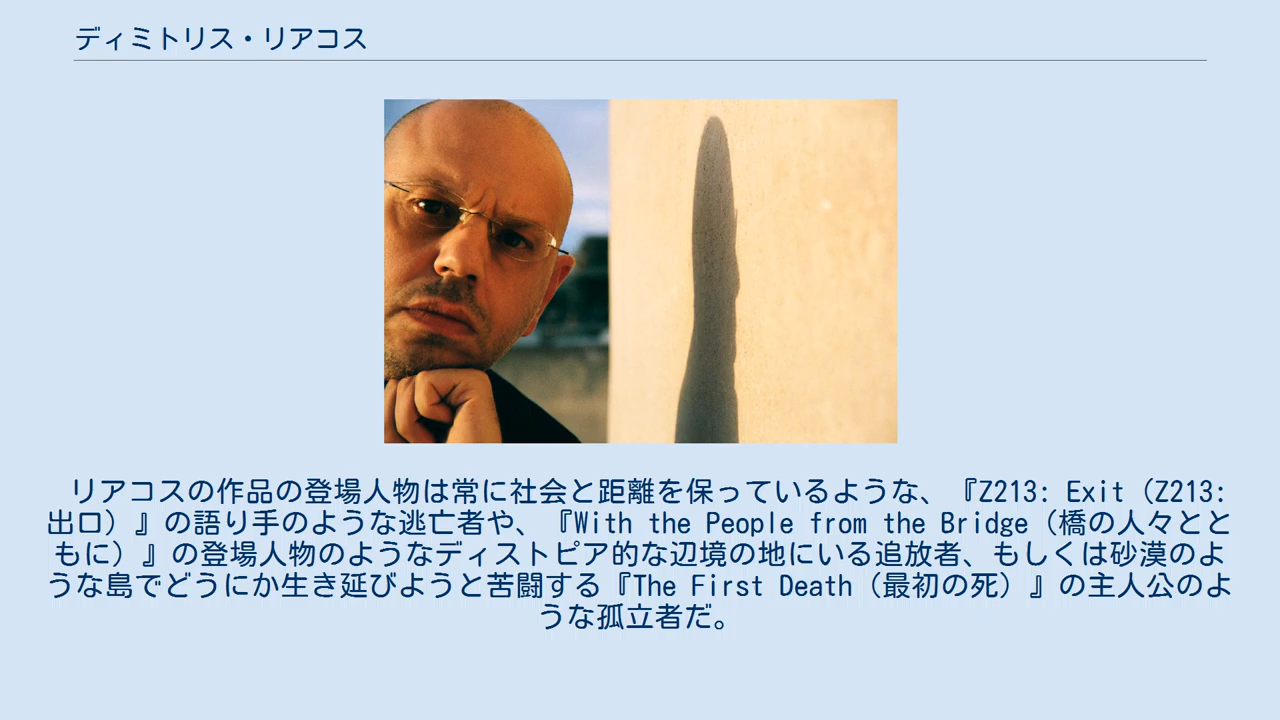 ディミトリス・リアコス
リアコスの作品の登場人物は常に社会と距離を保っているような、『Z213: Exit（Z213:
出口）』の語り手のような逃亡者や、『With the People from the Bridge（橋の人々とと
もに）』の登場人物のようなディストピア的な辺境の地にいる追放者、もしくは砂漠のよ
うな島でどうにか生き延びようと苦闘する『The First Death（最初の死）』の主人公のよ
うな孤立者だ。